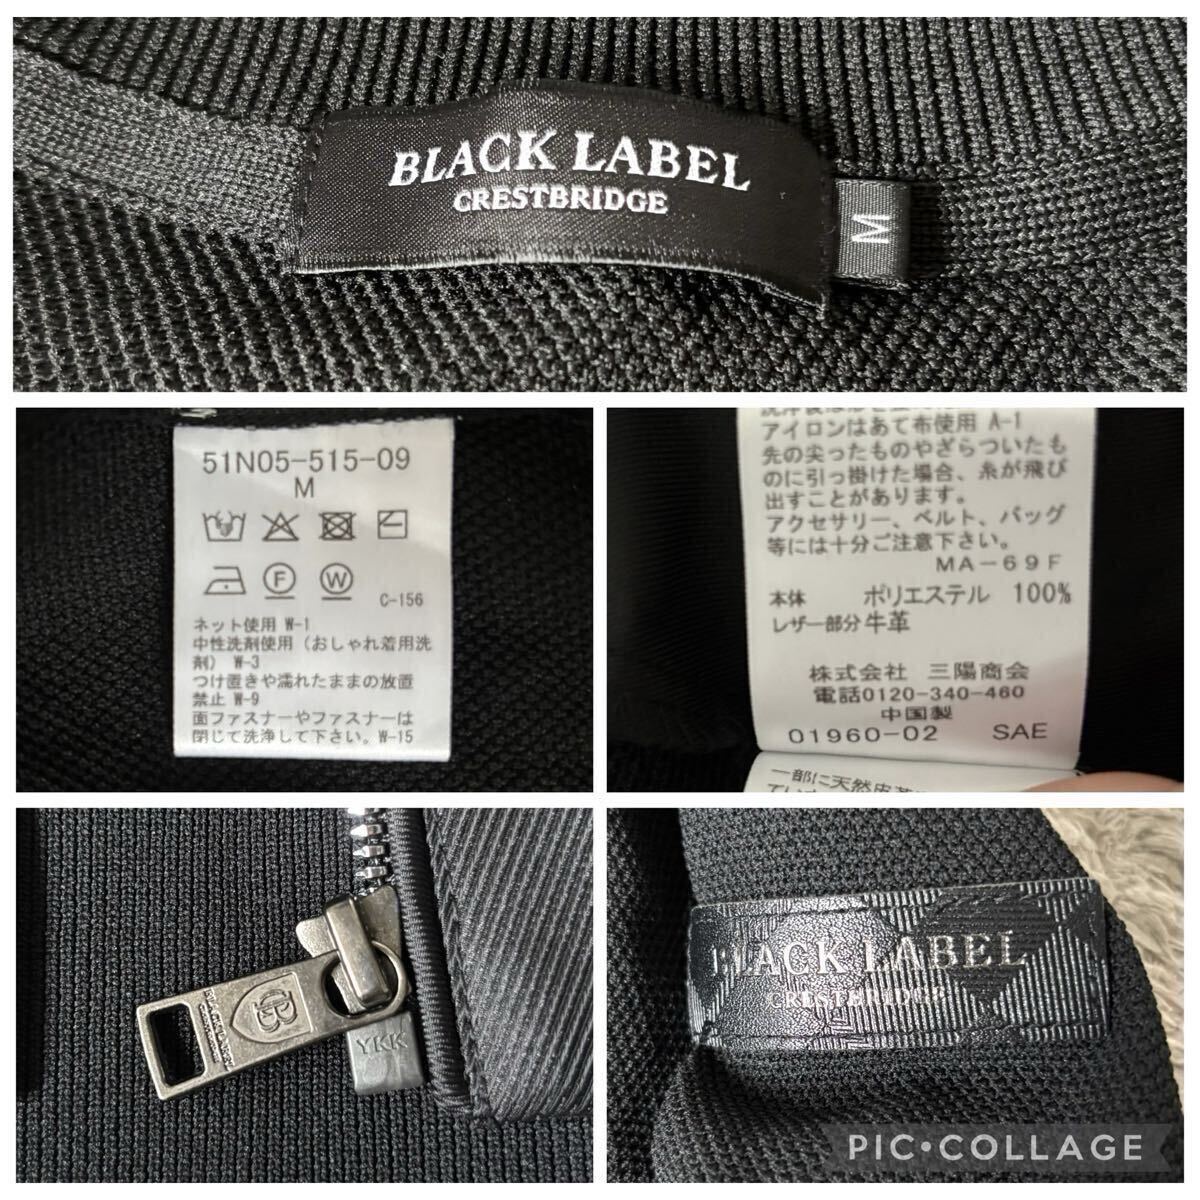 BLACK LABEL
CRESTBRIDGE
M
51N05-515-09
M
F
W
C-156
ネット使用 W-1
中性洗剤使用（おしゃれ着用洗
剤） W-3
つけ置きや濡れたままの放置
禁止 W-9
面ファスナーやファスナーは
閉じて洗浄して下さい。W-15
アイロンはあて布使用 A-1
先の尖ったものやざらついたも
のに引っ掛けた場合、糸が飛び
出すことがあります。
アクセサリー、ベルト、バッグ
等には十分ご注意下さい。
MA-69F
本体 ポリエステル 100%
レザー部分 牛革
株式会社 三陽商会
電話0120-340-460
中国製
01960-02 SAE
一部に天然皮革
BLACK LABEL
YKK
BLACK LABEL
CRESTBRIDGE
PIC•COLLAGE